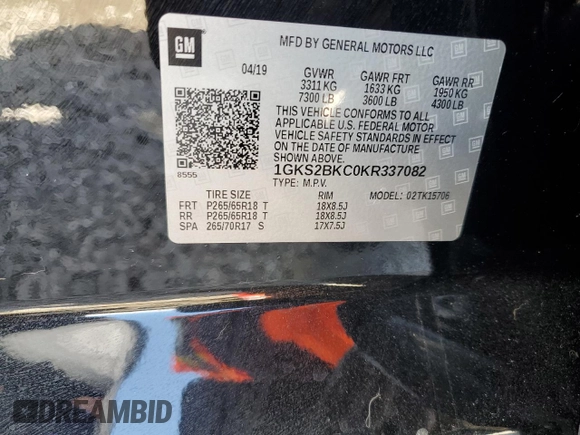 GM
MFD BY GENERAL MOTORS LLC
04/19 GVWR GAWR FRT GAWR RR
3311 KG 1633 KG 1950 KG
7300 LB 3600 LB 4300 LB
THIS VEHICLE CONFORMS TO ALL
APPLICABLE U.S. FEDERAL MOTOR
VEHICLE SAFETY STANDARDS IN EFFECT
ON THE DATE OF MANUFACTURE
SHOWN ABOVE.
8555 1GKS2BKC0KR337082
TYPE: M.P.V. MODEL: 02TK15706
TIRE SIZE RIM
FRT P265/65R18 T 18X8.5J
RR P265/65R18 T 18X8.5J
SPA 265/70R17 S 17X7.5J
DREAMBID